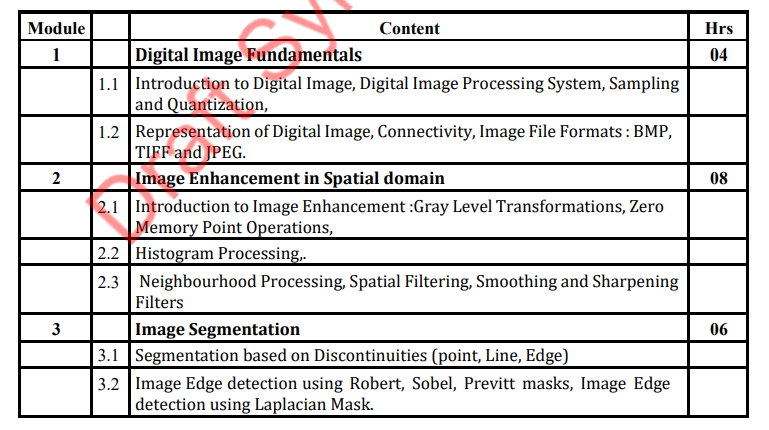 Module Content Hrs
1 Digital Image Fundamentals 04
1.1 Introduction to Digital Image, Digital Image Processing System, Sampling
and Quantization,
1.2 Representation of Digital Image, Connectivity, Image File Formats : BMP,
TIFF and JPEG.
2 Image Enhancement in Spatial domain 08
2.1 Introduction to Image Enhancement :Gray Level Transformations, Zero
Memory Point Operations,
2.2 Histogram Processing,.
2.3 Neighbourhood Processing, Spatial Filtering, Smoothing and Sharpening
Filters
3 Image Segmentation 06
3.1 Segmentation based on Discontinuities (point, Line, Edge)
3.2 Image Edge detection using Robert, Sobel, Previtt masks, Image Edge
detection using Laplacian Mask.
Draft